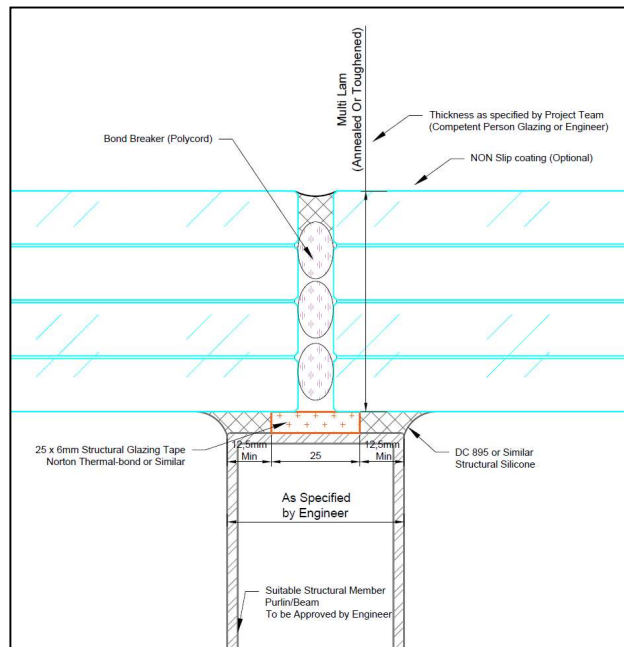 Multi Lam
(Annealed Or Toughened)
Thickness as specified by Project Team
(Competent Person Glazing or Engineer)
Bond Breaker (Polycord)
NON Slip coating (Optional)
25 x 6mm Structural Glazing Tape
Norton Thermal-bond or Similar
12,5mm
Min
25
12,5mm
Min
DC 895 or Similar
Structural Silicone
As Specified
by Engineer
Suitable Structural Member
Purlin/Beam
To be Approved by Engineer